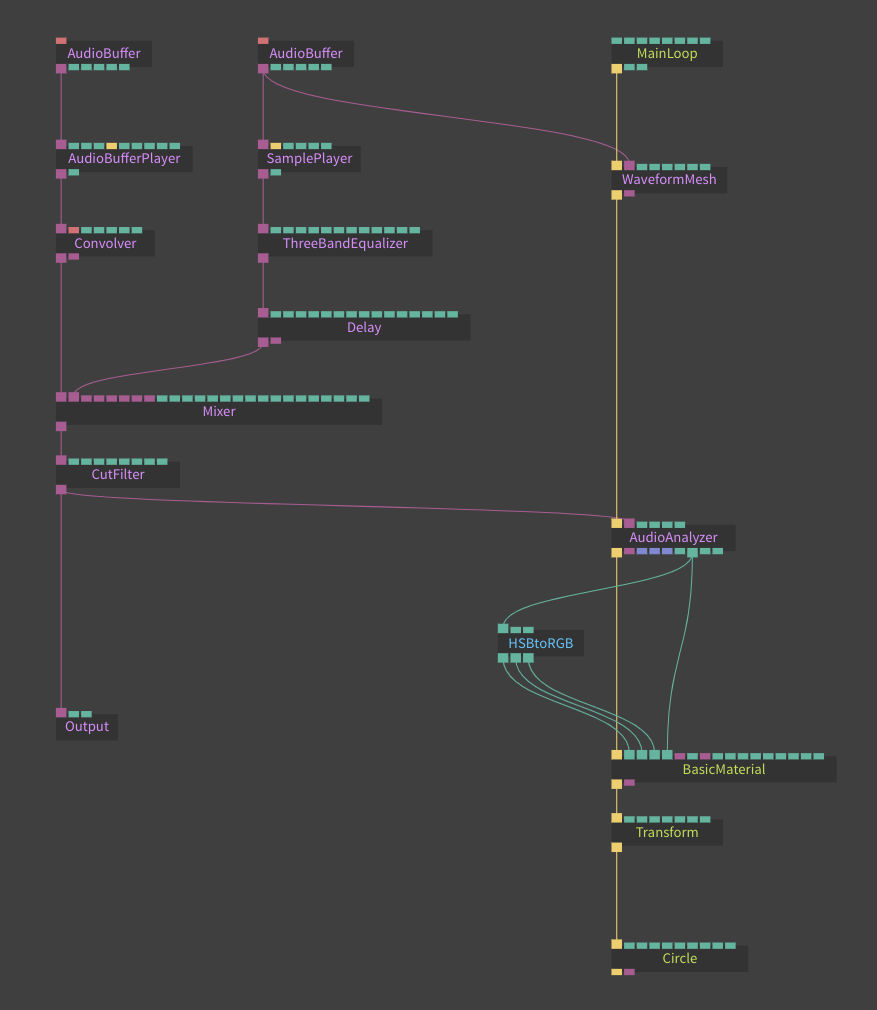 AudioBuffer
AudioBuffer
MainLoop
AudioBufferPlayer
SamplePlayer
WaveformMesh
Convolver
ThreeBandEqualizer
Delay
Mixer
CutFilter
AudioAnalyzer
HSBtoRGB
Output
BasicMaterial
Transform
Circle